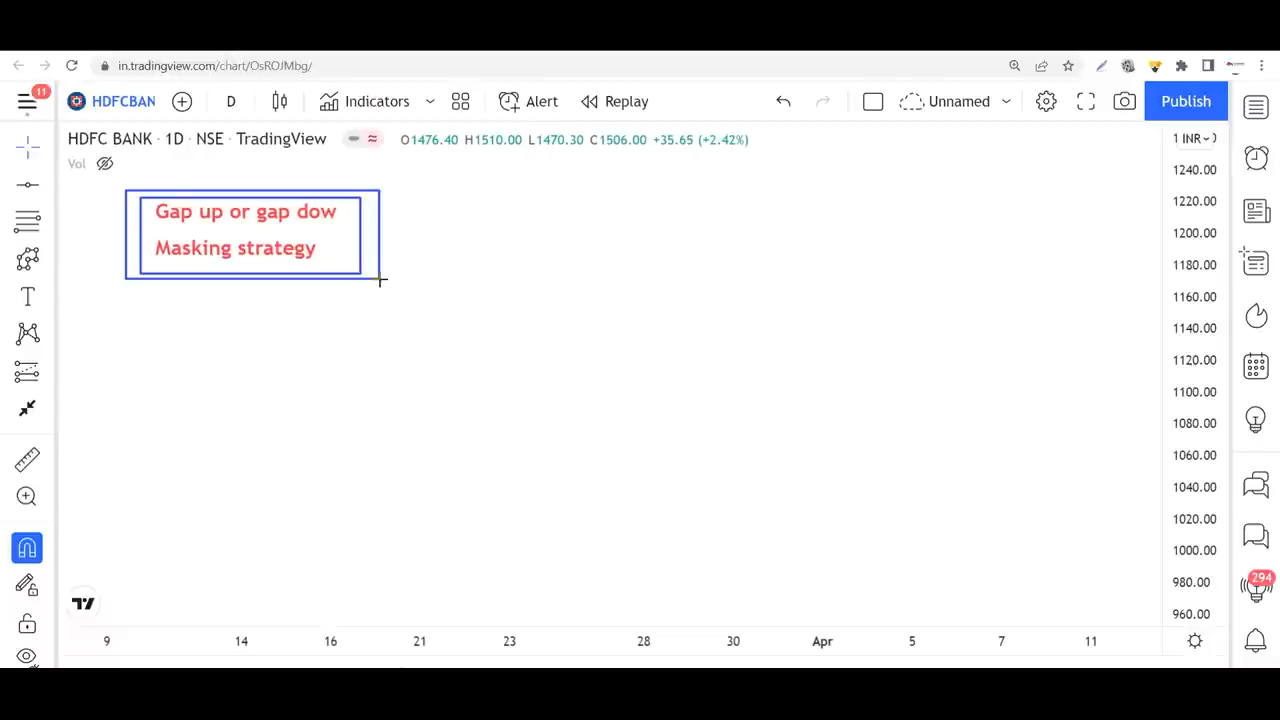 in.tradingview.com/chart/OsROJMbg/
11
HDFCBAN
D
Indicators
Alert
Replay
Unnamed
Publish
HDFC BANK · 1D · NSE · TradingView
O1476.40 H1510.00 L1470.30 C1506.00 +35.65 (+2.42%)
INR
Vol
Gap up or gap dow
Masking strategy
1240.00
1220.00
1200.00
1180.00
1160.00
1140.00
1120.00
1100.00
1080.00
1060.00
1040.00
1020.00
1000.00
980.00
960.00
294
9
14
16
21
23
28
30
Apr
5
7
11